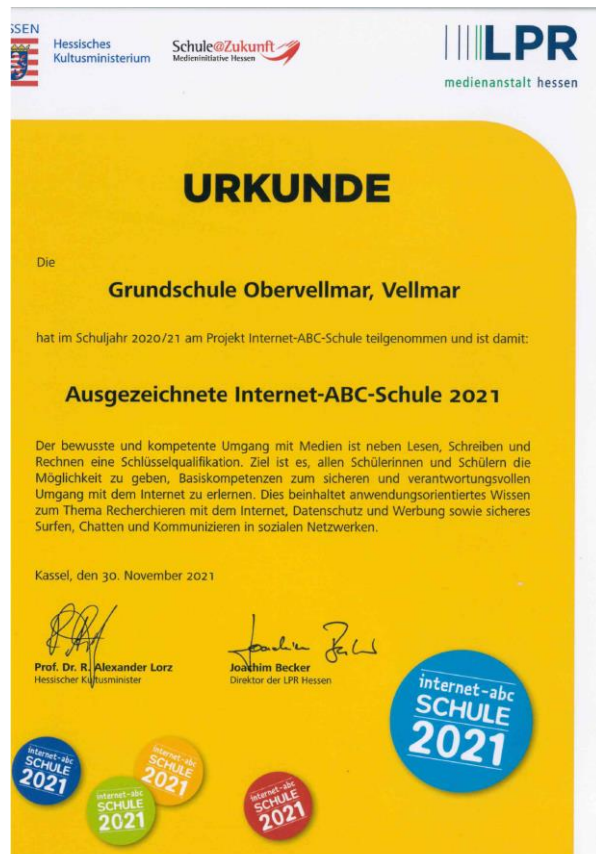 SSEN
Hessisches
Kultusministerium
Schule@Zukunft
Medieninitiative Hessen
LPR
medienanstalt hessen
URKUNDE
Die
Grundschule Obervellmar, Vellmar
hat im Schuljahr 2020/21 am Projekt Internet-ABC-Schule teilgenommen und ist damit:
Ausgezeichnete Internet-ABC-Schule 2021
Der bewusste und kompetente Umgang mit Medien ist neben Lesen, Schreiben und
Rechnen eine Schlüsselqualifikation. Ziel ist es, allen Schülerinnen und Schülern die
Möglichkeit zu geben, Basiskompetenzen zum sicheren und verantwortungsvollen
Umgang mit dem Internet zu erlernen. Dies beinhaltet anwendungsorientiertes Wissen
zum Thema Recherchieren mit dem Internet, Datenschutz und Werbung sowie sicheres
Surfen, Chatten und Kommunizieren in sozialen Netzwerken.
Kassel, den 30. November 2021
Joachim
Prof. Dr. R. Alexander Lorz
Hessischer Kultusminister
Joachim Becker
Direktor der LPR Hessen
internet-abc
SCHULE
2021
internet-abc
SCHULE
2021
internet-abc
SCHULE
2021
internet-abc
SCHULE
2021
internet-abc
SCHULE
2021